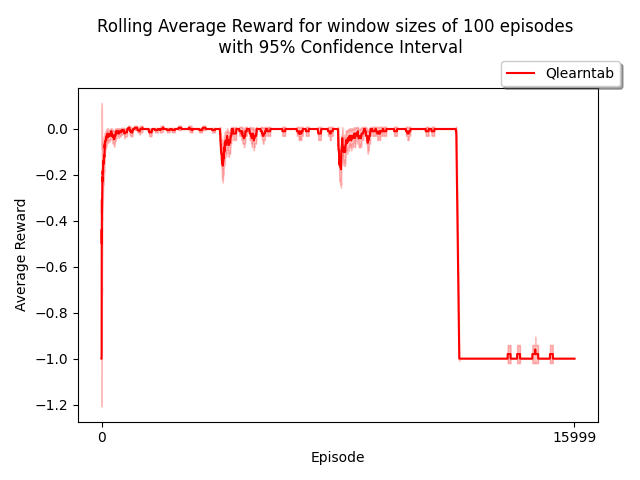 Rolling Average Reward for window sizes of 100 episodes
with 95% Confidence Interval
Qlearntab
0.0
−0.2
−0.4
−0.6
−0.8
−1.0
−1.2
Average Reward
0
15999
Episode